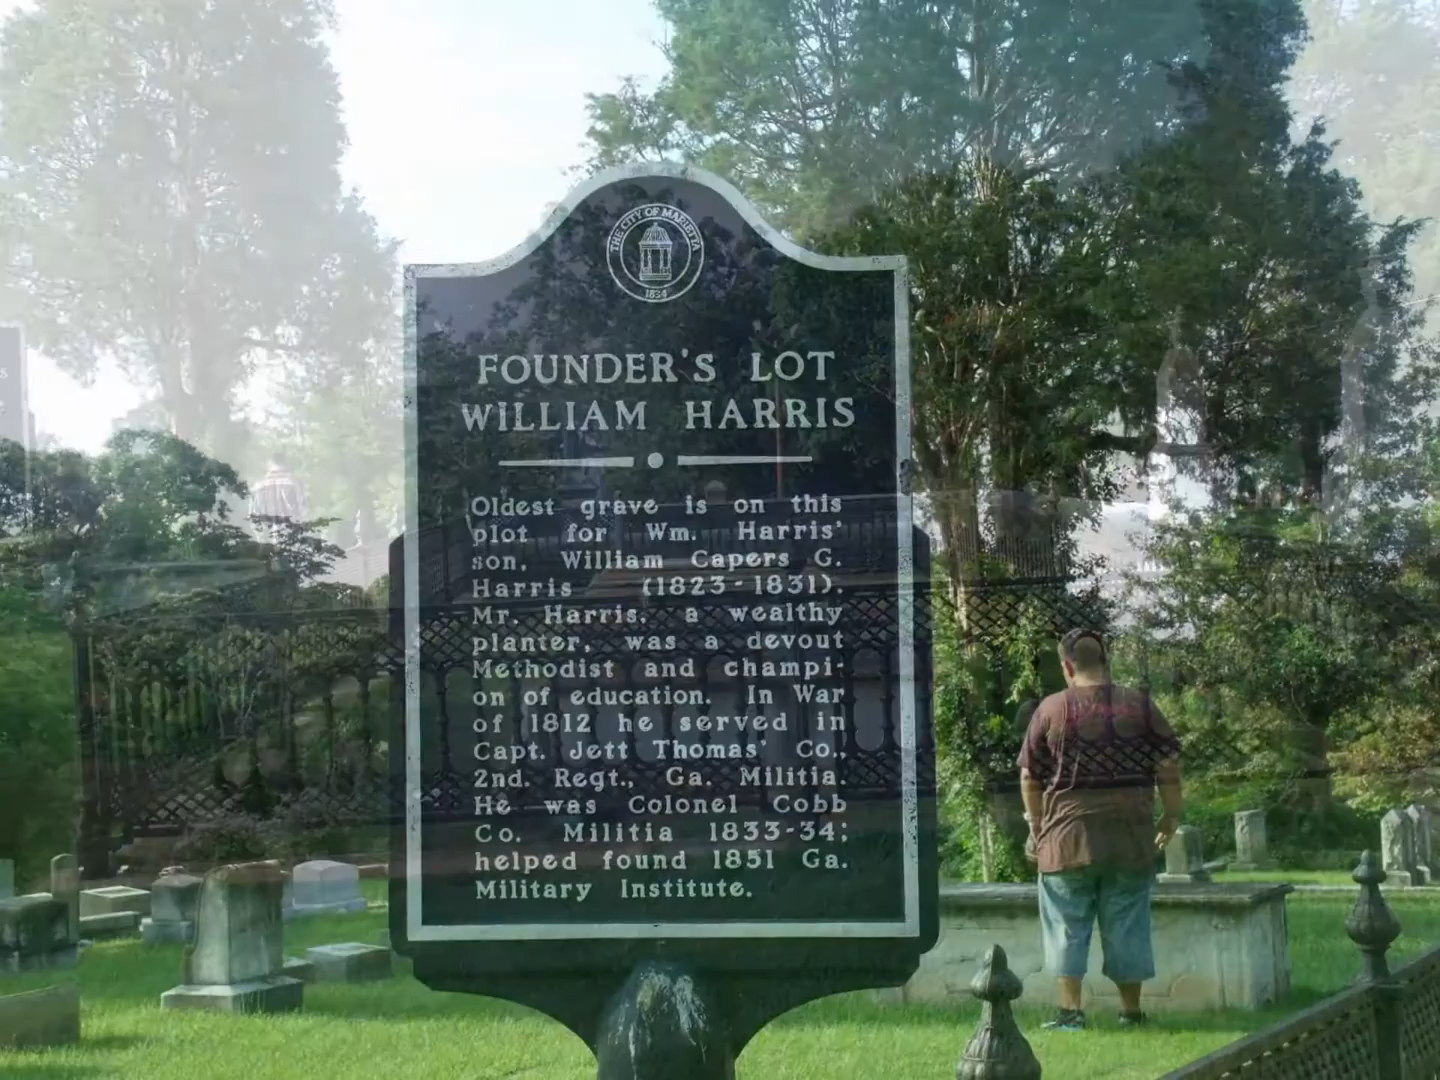 THE CITY OF MARIETTA
1834
FOUNDER'S LOT
WILLIAM HARRIS
Oldest grave is on this
plot for Wm. Harris'
son, William Capers G.
Harris (1823-1831).
Mr. Harris, a wealthy
planter, was a devout
Methodist and champi-
on of education. In War
of 1812 he served in
Capt. Jett Thomas' Co.,
2nd. Regt., Ga. Militia.
He was Colonel Cobb
Co. Militia 1833-34;
helped found 1851 Ga.
Military Institute.